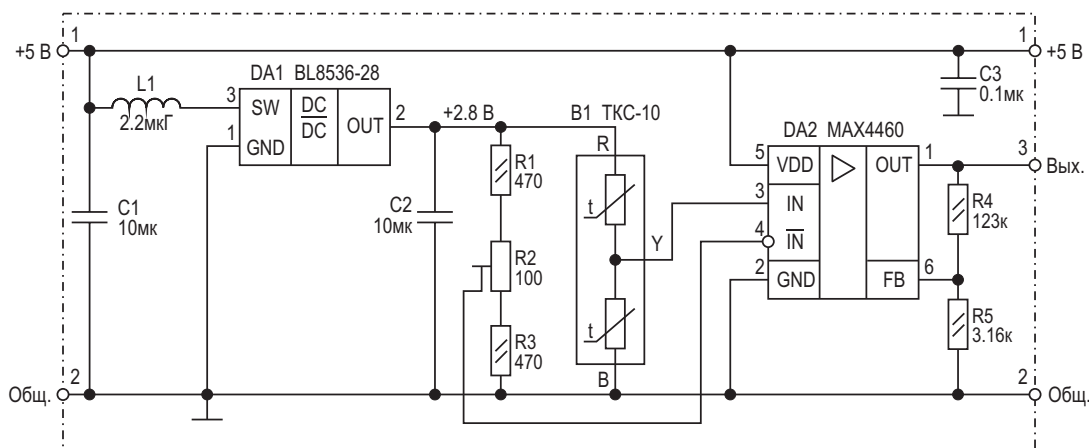 1
+5 В
1
+5 В
L1
2.2мкГ
DA1 BL8536-28
3
SW
DC
DC
OUT
2
1
GND
+2.8 В
B1 ТКС-10
R
t
Y
t
B
C1
10мк
C2
10мк
R1
470
R2
100
R3
470
DA2 MAX4460
5
VDD
OUT
1
3
IN
4
IN
2
GND
FB
6
C3
0.1мк
3
Вых.
R4
123к
R5
3.16к
2
Общ.
2
Общ.